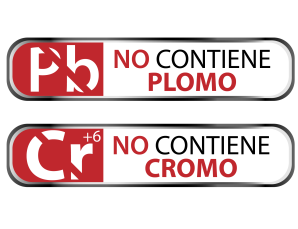 Pb
NO CONTIENE
PLOMO
Cr+6
NO CONTIENE
CROMO